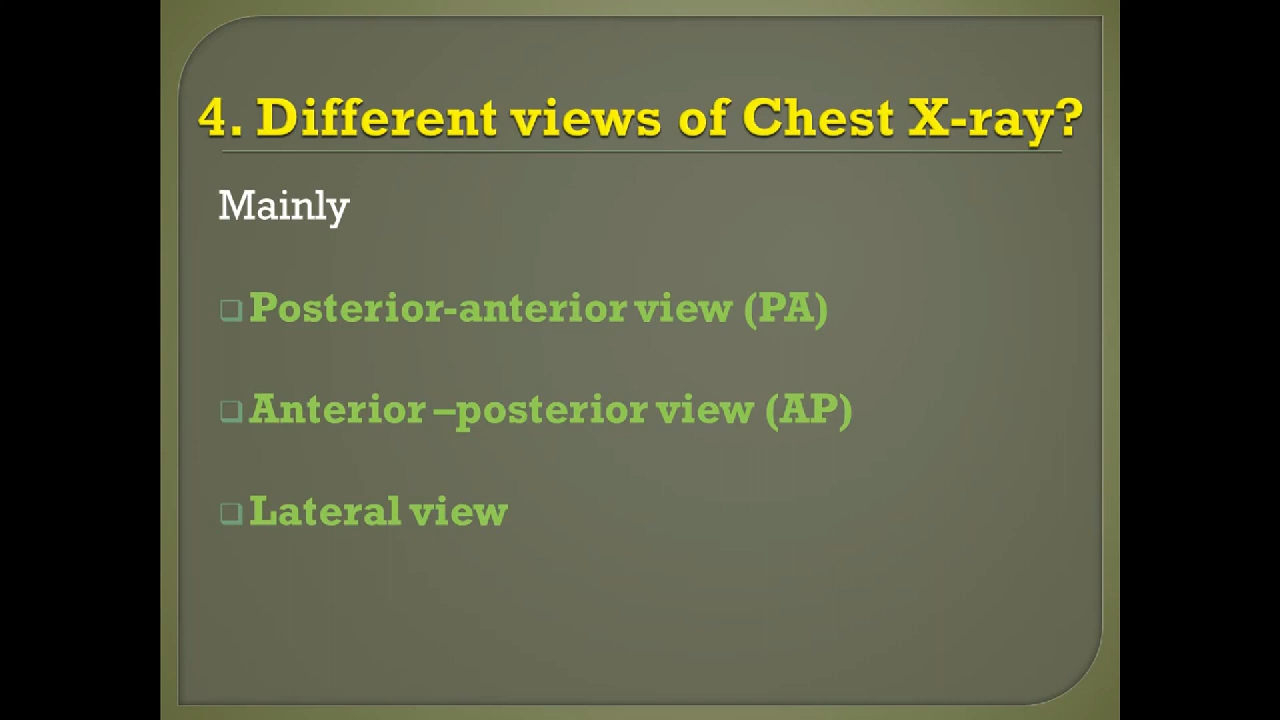 4. Different views of Chest X-ray?
Mainly
Posterior-anterior view (PA)
Anterior –posterior view (AP)
Lateral view